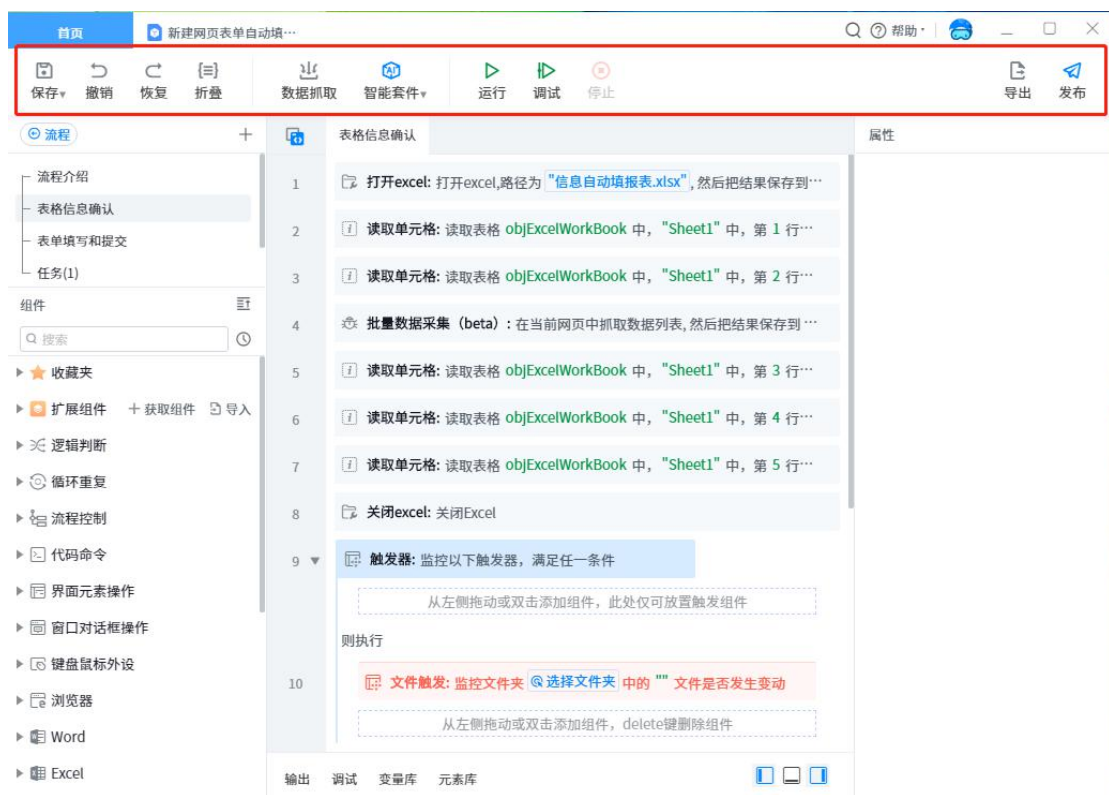 首页
新建网页表单自动填…
帮助
保存 撤销 恢复 折叠 数据抓取 智能套件 运行 调试 停止 导出 发布
流程
流程介绍
表格信息确认
表单填写和提交
任务(1)
组件
搜索
收藏夹
扩展组件 + 获取组件 导入
逻辑判断
循环重复
流程控制
代码命令
界面元素操作
窗口对话框操作
键盘鼠标外设
浏览器
Word
Excel
表格信息确认
1 打开excel: 打开excel,路径为 "信息自动填报表.xlsx" , 然后把结果保存到…
2 读取单元格: 读取表格 objExcelWorkBook 中， "Sheet1" 中，第 1 行…
3 读取单元格: 读取表格 objExcelWorkBook 中， "Sheet1" 中，第 2 行…
4 批量数据采集（beta）: 在当前网页中抓取数据列表, 然后把结果保存到 …
5 读取单元格: 读取表格 objExcelWorkBook 中， "Sheet1" 中，第 3 行…
6 读取单元格: 读取表格 objExcelWorkBook 中， "Sheet1" 中，第 4 行…
7 读取单元格: 读取表格 objExcelWorkBook 中， "Sheet1" 中，第 5 行…
8 关闭excel: 关闭Excel
9 触发器: 监控以下触发器，满足任一条件
从左侧拖动或双击添加组件，此处仅可放置触发组件
则执行
10 文件触发: 监控文件夹 选择文件夹 中的 "" 文件是否发生变动
从左侧拖动或双击添加组件，delete键删除组件
输出 调试 变量库 元素库
属性